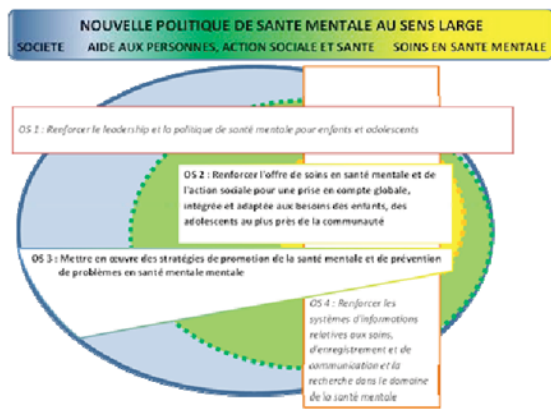 NOUVELLE POLITIQUE DE SANTE MENTALE AU SENS LARGE
SOCIETE AIDE AUX PERSONNES, ACTION SOCIALE ET SANTE SOINS EN SANTE MENTALE
OS 1 : Renforcer le leadership et la politique de santé mentale pour enfants et adolescents
OS 2 : Renforcer l'offre de soins en santé mentale et de
l'action sociale pour une prise en compte globale,
intégrée et adaptée aux besoins des enfants, des
adolescents au plus près de la communauté
OS 3 : Mettre en œuvre des stratégies de promotion de la santé mentale et de prévention
de problèmes en santé mentale mentale
OS 4 : Renforcer les
systèmes d'informations
relatives aux soins,
d'enregistrement et de
communication et la
recherche dans le domaine
de la santé mentale